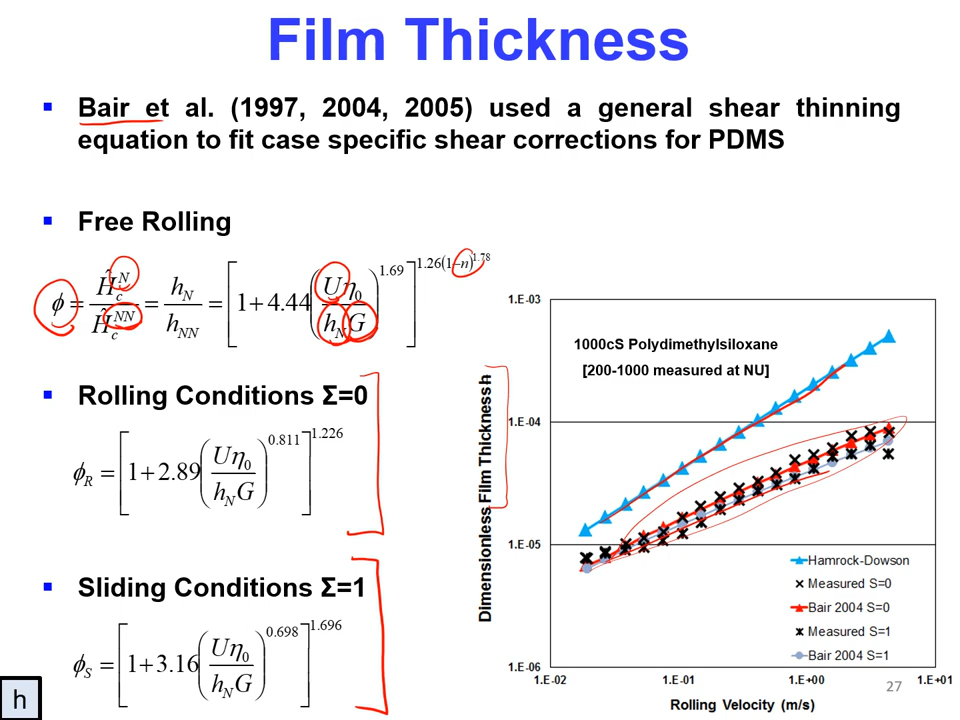 Film Thickness
▪ Bair et al. (1997, 2004, 2005) used a general shear thinning
equation to fit case specific shear corrections for PDMS
▪ Free Rolling
ϕ = Ĥ_c^N / Ĥ_c^NN = h_N / h_NN = [1 + 4.44 (Uη_0 / h_N G)^1.69]^1.26(1−n)^1.78
▪ Rolling Conditions Σ=0
ϕ_R = [1 + 2.89 (Uη_0 / h_N G)^0.811]^1.226
▪ Sliding Conditions Σ=1
ϕ_S = [1 + 3.16 (Uη_0 / h_N G)^0.698]^1.696
h
Dimensionless Film Thickness h
1.E-03
1.E-04
1.E-05
1.E-06
1000cS Polydimethylsiloxane
[200-1000 measured at NU]
Hamrock-Dowson
Measured S=0
Bair 2004 S=0
Measured S=1
Bair 2004 S=1
1.E-02 1.E-01 1.E+00 1.E+01
Rolling Velocity (m/s)
27